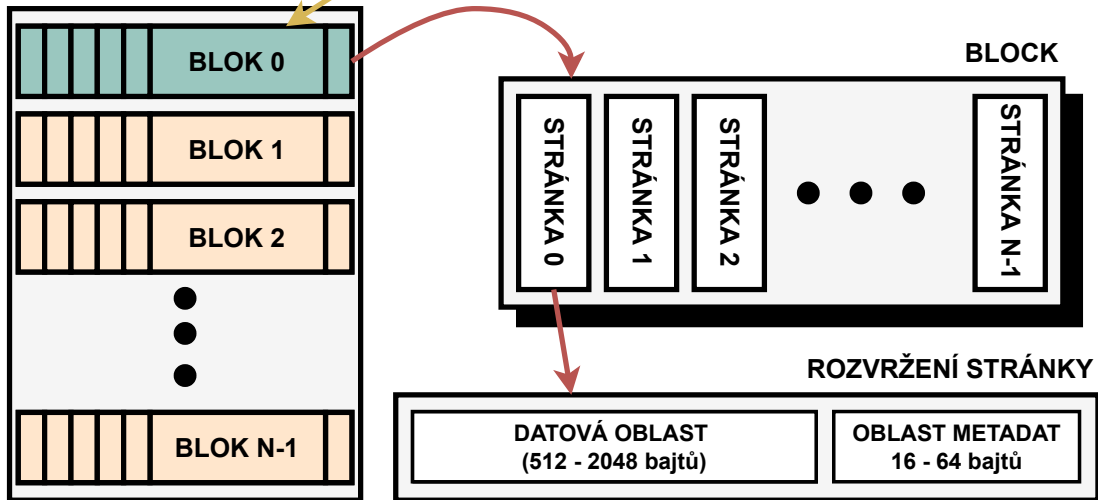 BLOK 0
BLOK 1
BLOK 2
BLOK N-1
BLOCK
STRÁNKA 0
STRÁNKA 1
STRÁNKA 2
STRÁNKA N-1
ROZVRŽENÍ STRÁNKY
DATOVÁ OBLAST
(512 - 2048 bajtů)
OBLAST METADAT
16 - 64 bajtů